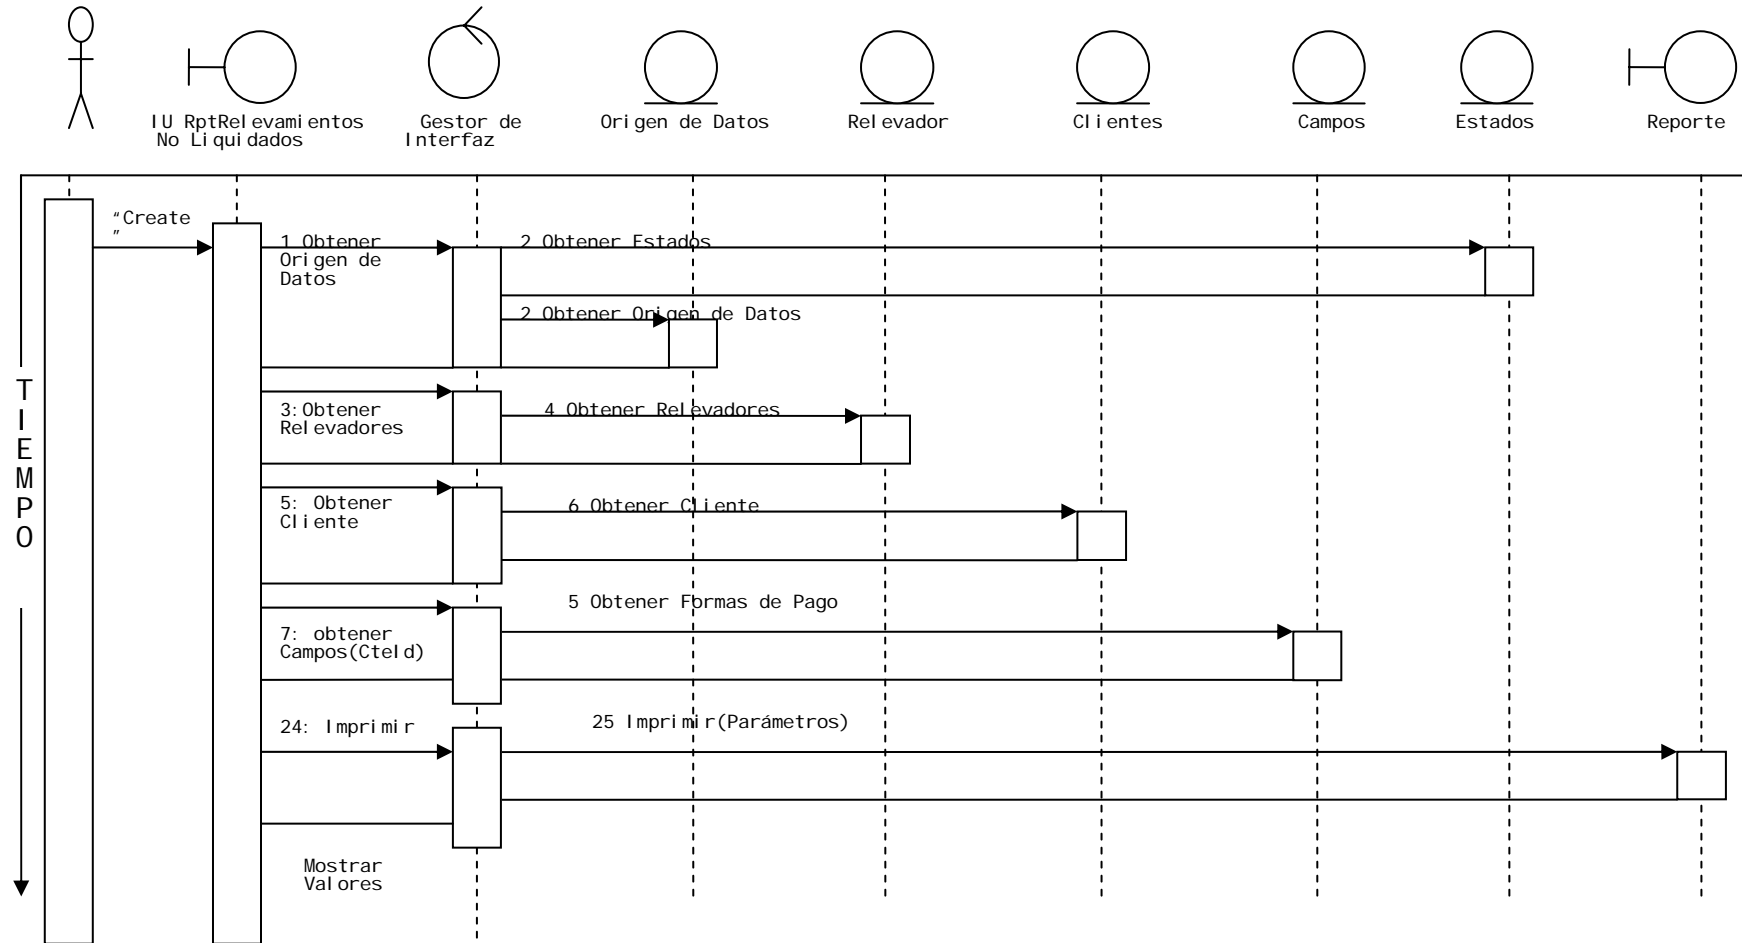 IU RptRelevamientos
No Liquidados
Gestor de
Interfaz
Origen de Datos
Relevador
Clientes
Campos
Estados
Reporte
“Create
”
1 Obtener
Origen de
Datos
2 Obtener Estados
2 Obtener Origen de Datos
3:Obtener
Relevadores
4 Obtener Relevadores
5: Obtener
Cliente
6 Obtener Cliente
5 Obtener Formas de Pago
7: obtener
Campos(CteId)
24: Imprimir
25 Imprimir(Parámetros)
Mostrar
Valores
TIEMPO